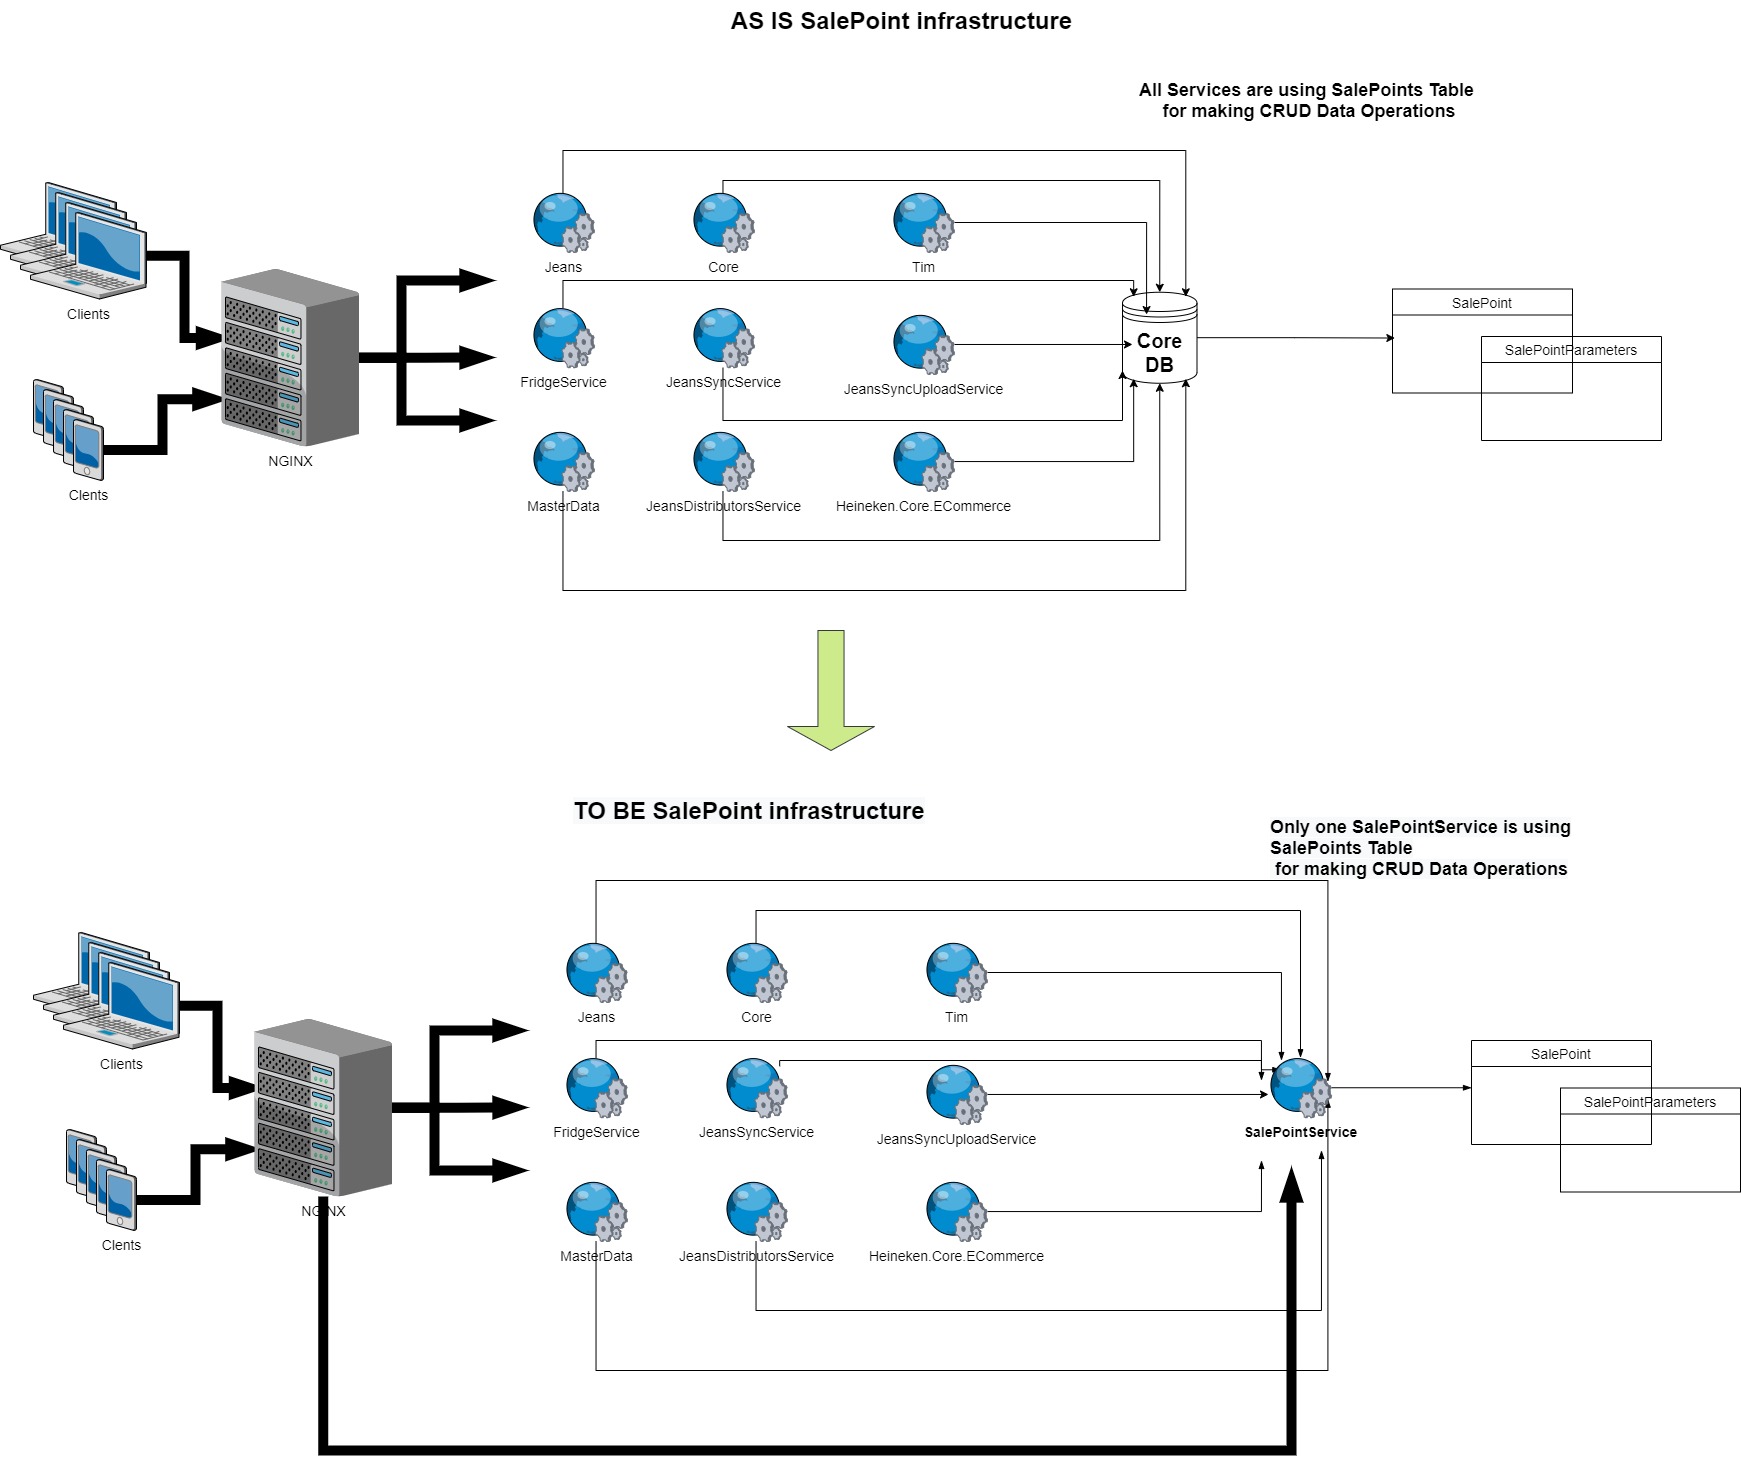 AS IS SalePoint infrastructure
All Services are using SalePoints Table
for making CRUD Data Operations
Jeans
Core
Tim
Clients
SalePoint
Core
DB
SalePointParameters
FridgeService
JeansSyncService
JeansSyncUploadService
NGINX
Clents
MasterData
JeansDistributorsService
Heineken.Core.ECommerce
TO BE SalePoint infrastructure
Only one SalePointService is using
SalePoints Table
for making CRUD Data Operations
Jeans
Core
Tim
Clients
SalePoint
SalePointParameters
FridgeService
JeansSyncService
JeansSyncUploadService
SalePointService
NGINX
Clents
MasterData
JeansDistributorsService
Heineken.Core.ECommerce